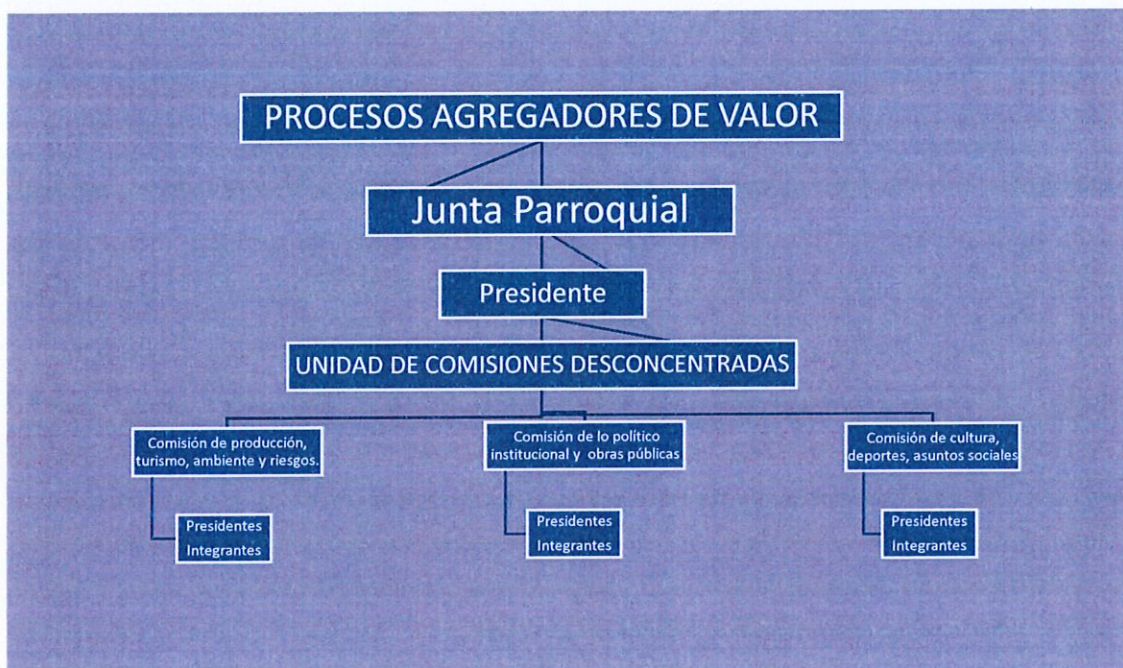 PROCESOS AGREGADORES DE VALOR
Junta Parroquial
Presidente
UNIDAD DE COMISIONES DESCONCENTRADAS
Comisión de producción,
turismo, ambiente y riesgos.
Comisión de lo político
institucional y obras públicas
Comisión de cultura,
deportes, asuntos sociales
Presidentes
Integrantes
Presidentes
Integrantes
Presidentes
Integrantes